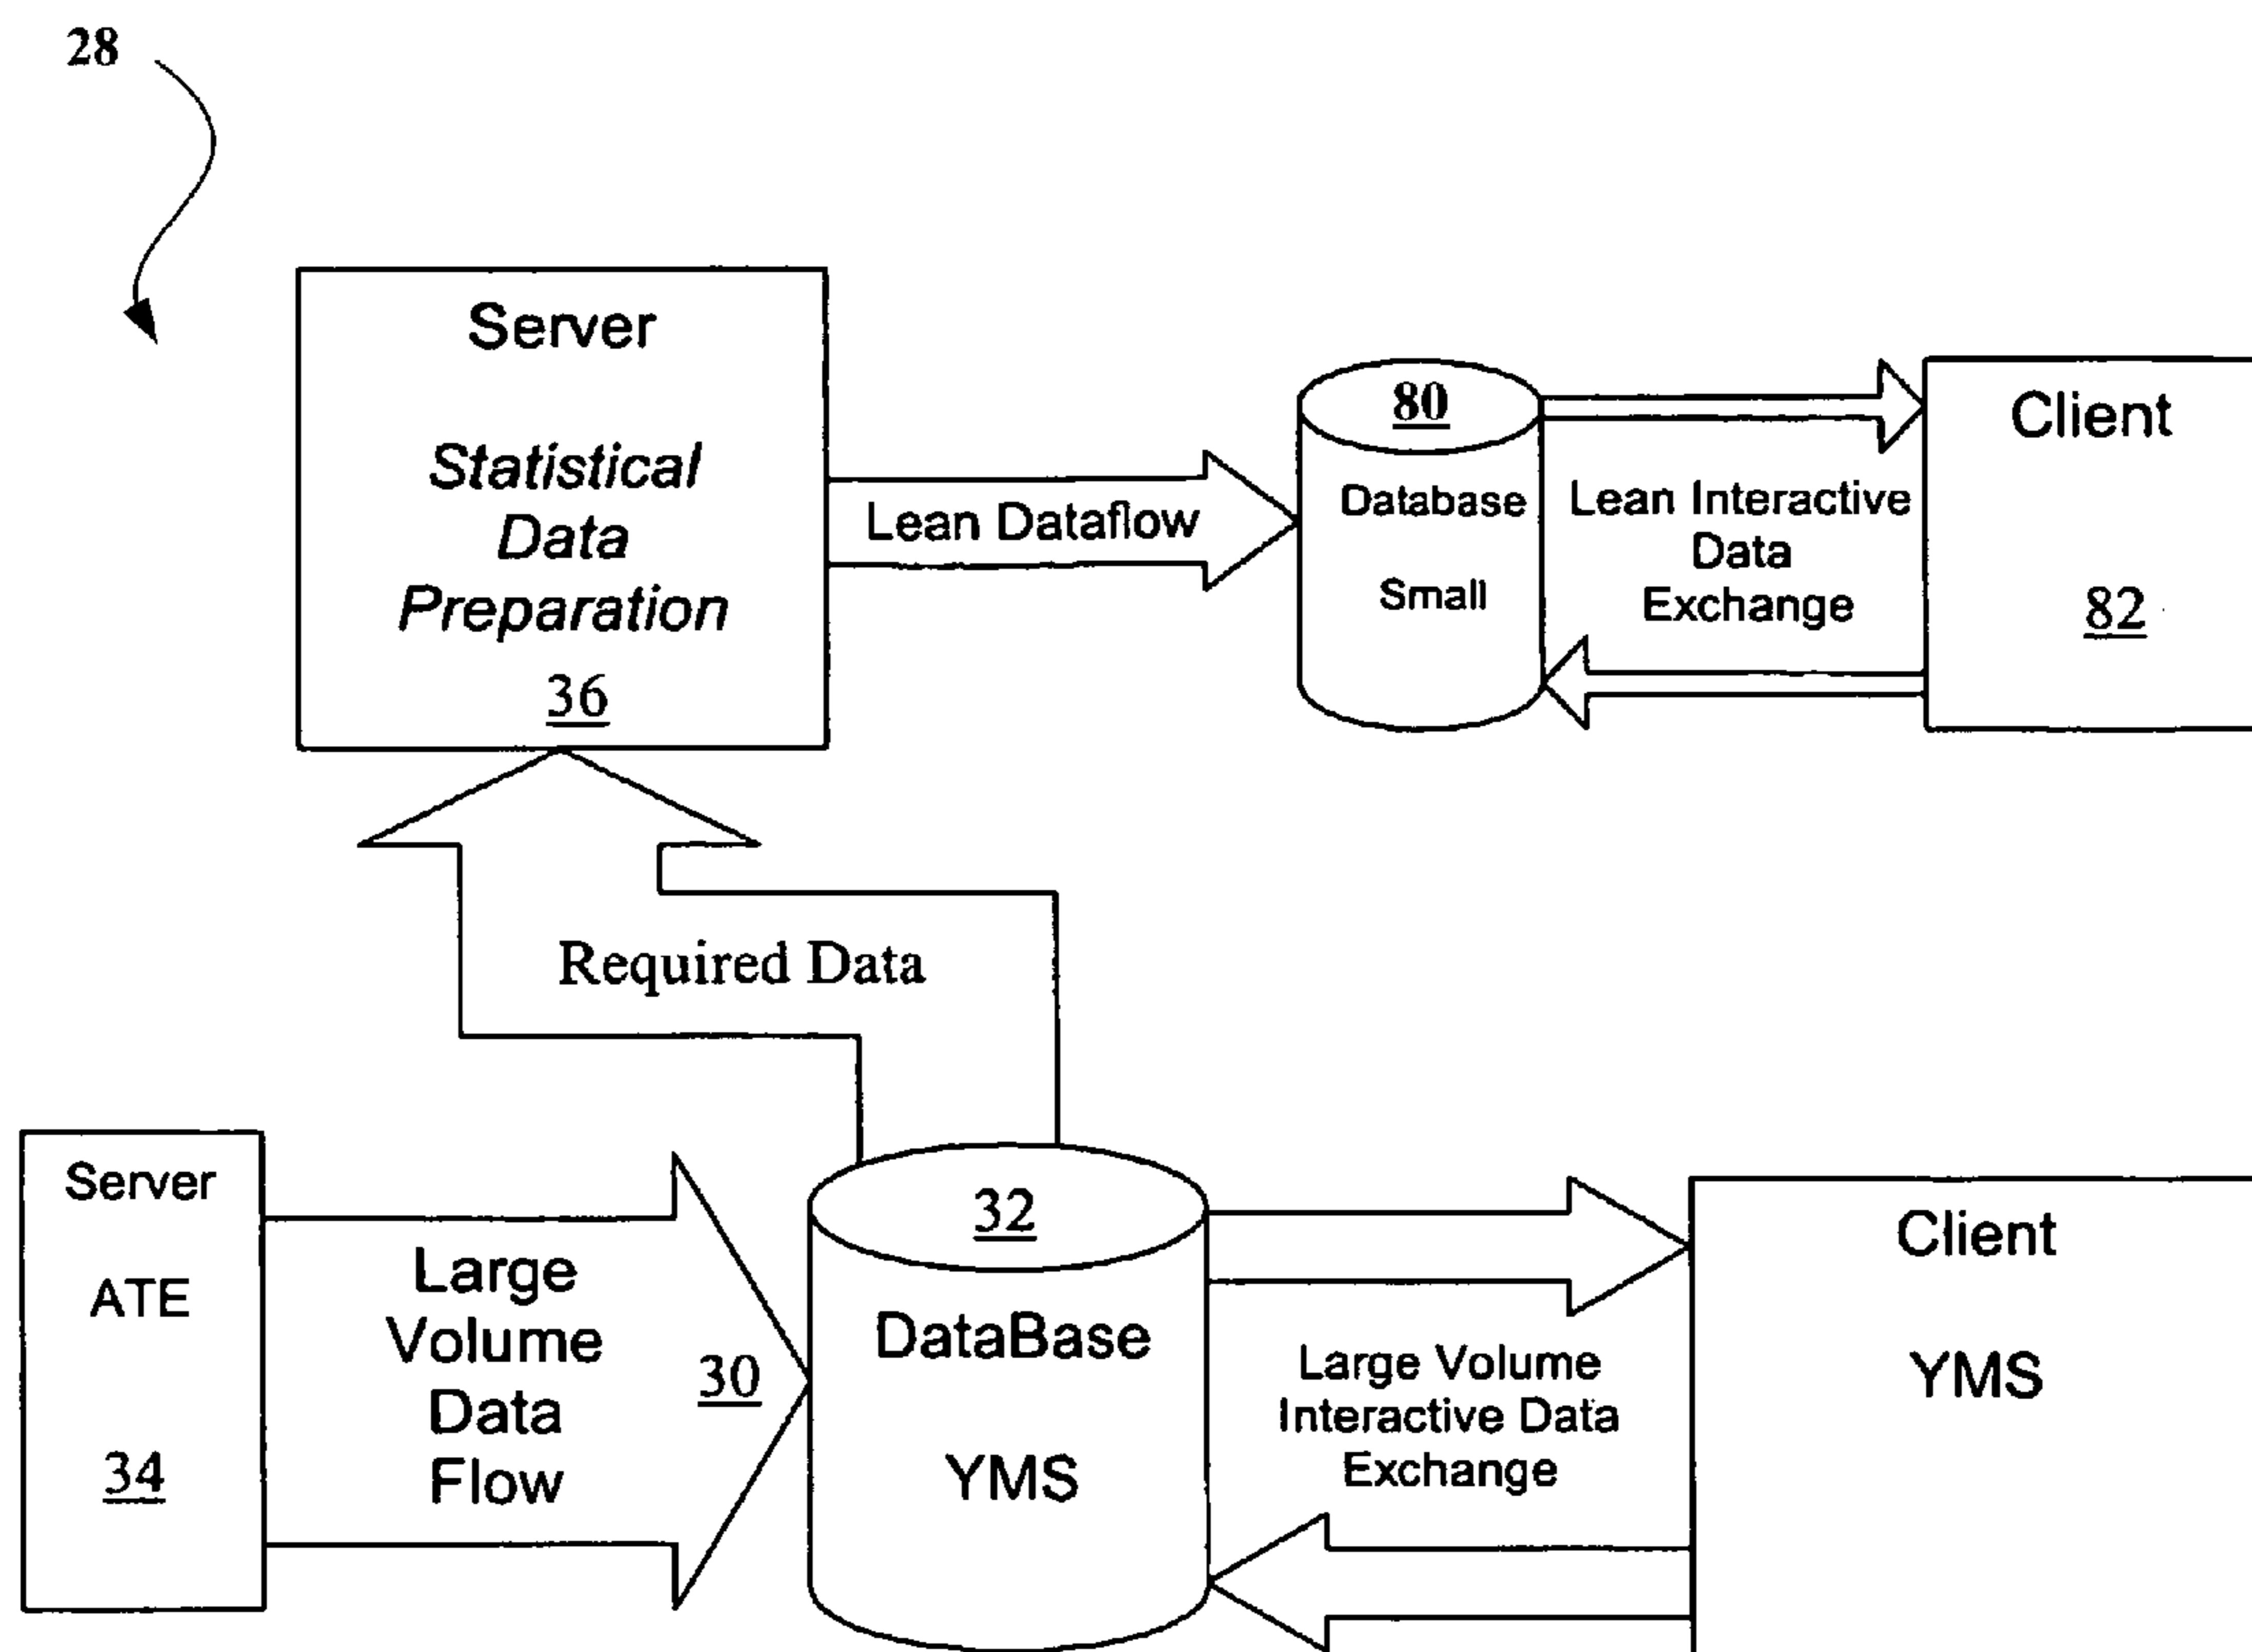 28
Server
Statistical
Data
Preparation
36
Lean Dataflow
80
Database
Small
Lean Interactive
Data
Exchange
Client
82
Required Data
Server
ATE
34
Large
Volume
Data
Flow
30
32
DataBase
YMS
Large Volume
Interactive Data
Exchange
Client
YMS